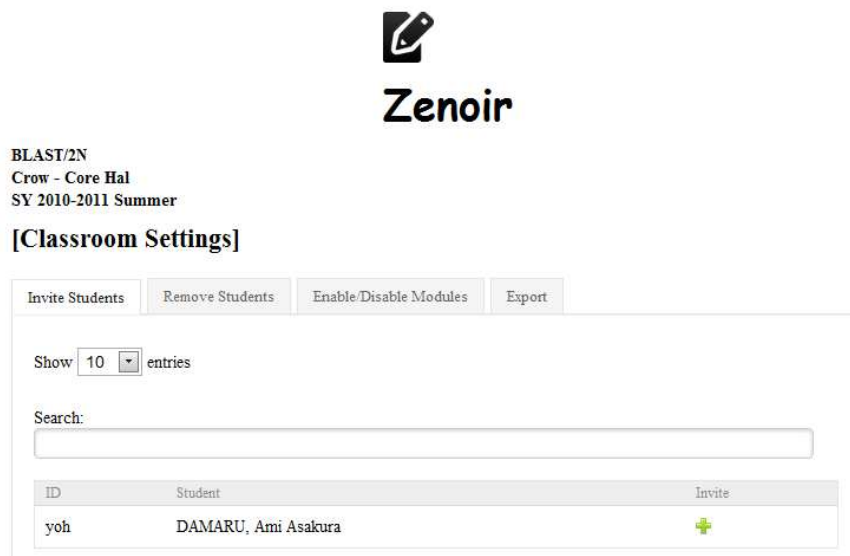 Zenoir
BLAST/2N
Crow - Core Hal
SY 2010-2011 Summer
[Classroom Settings]
Invite Students Remove Students Enable/Disable Modules Export
Show 10 entries
Search:
ID Student Invite
yoh DAMARU, Ami Asakura